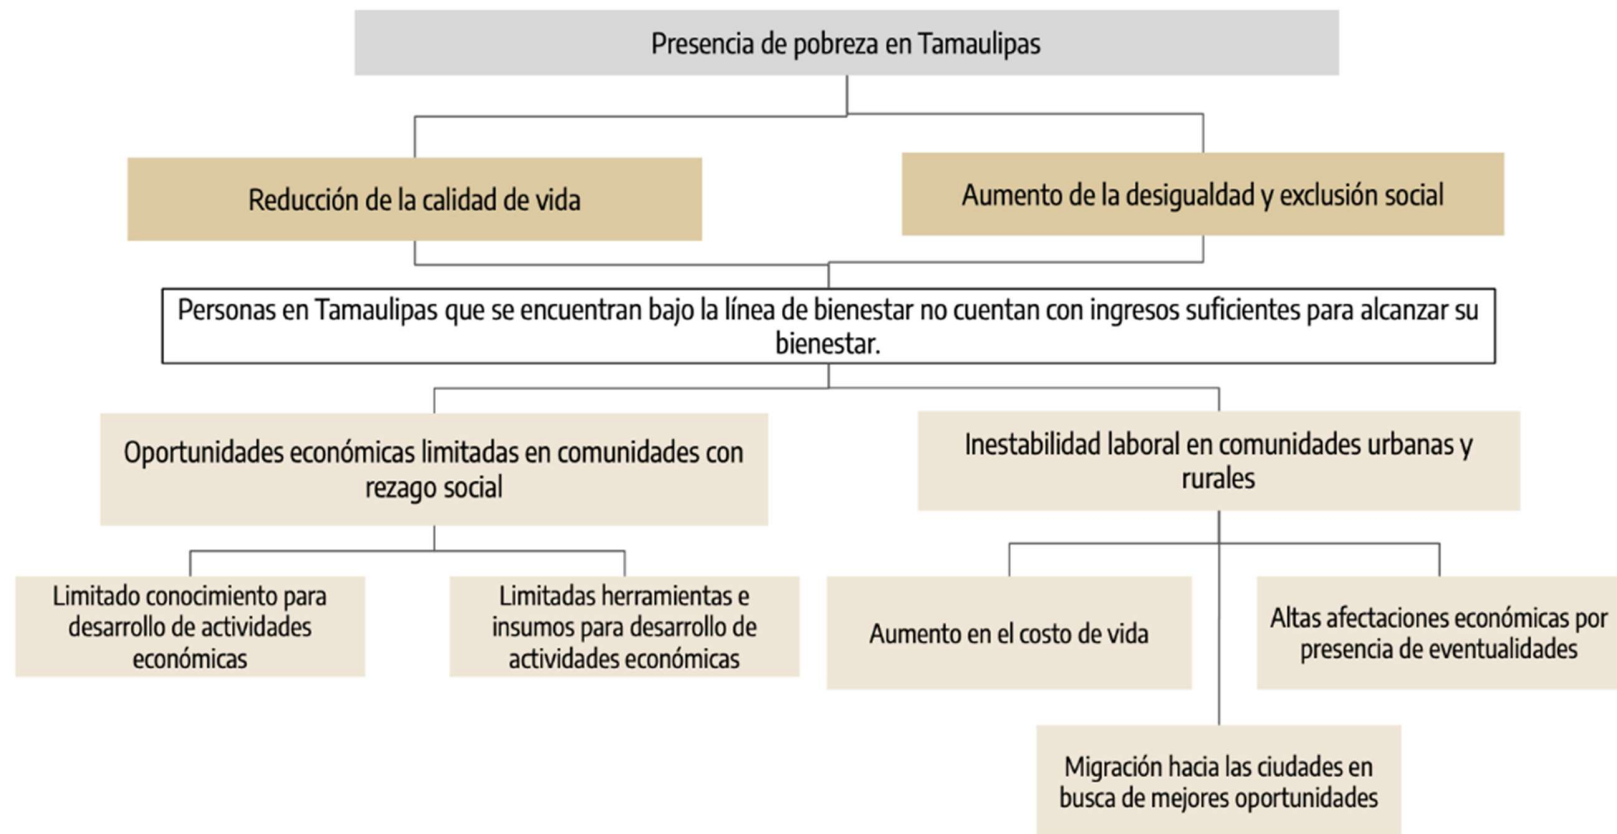 Presencia de pobreza en Tamaulipas
Reducción de la calidad de vida
Aumento de la desigualdad y exclusión social
Personas en Tamaulipas que se encuentran bajo la línea de bienestar no cuentan con ingresos suficientes para alcanzar su
bienestar.
Oportunidades económicas limitadas en comunidades con
rezago social
Inestabilidad laboral en comunidades urbanas y
rurales
Limitado conocimiento para
desarrollo de actividades
económicas
Limitadas herramientas e
insumos para desarrollo de
actividades económicas
Aumento en el costo de vida
Altas afectaciones económicas por
presencia de eventualidades
Migración hacia las ciudades en
busca de mejores oportunidades